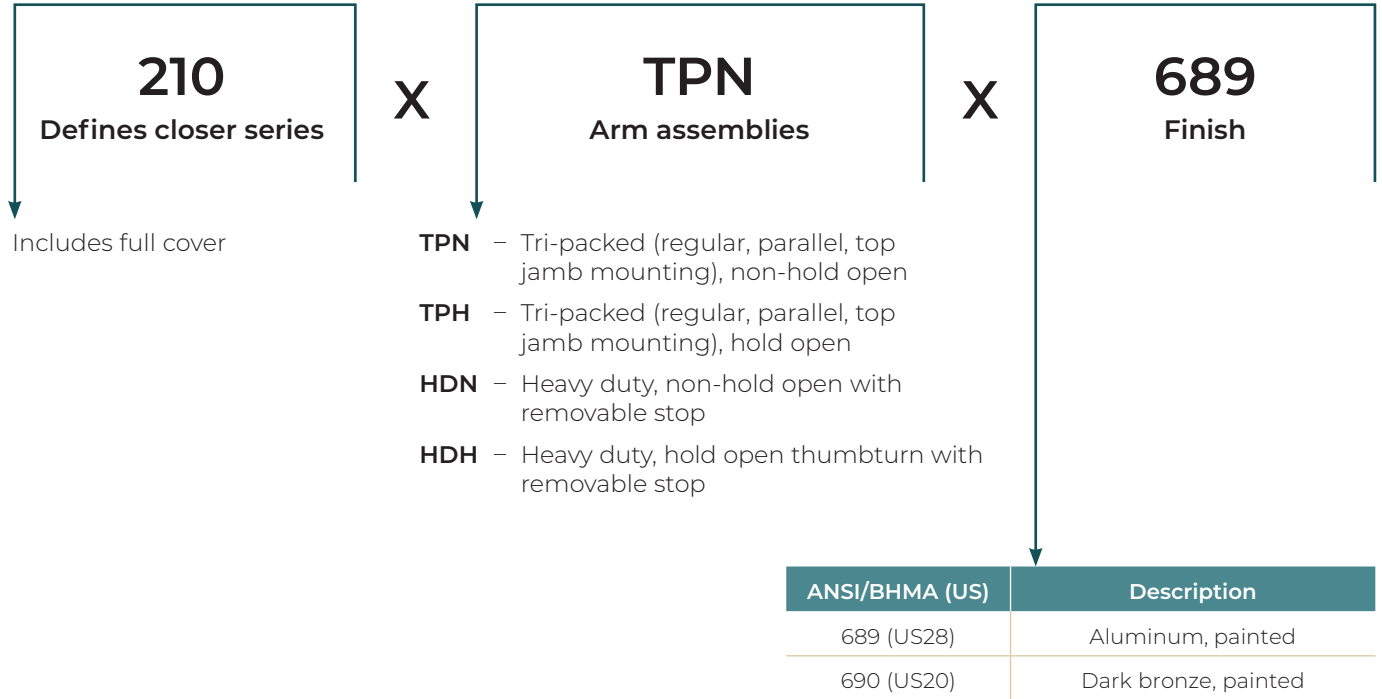 210
Defines closer series
X
TPN
Arm assemblies
X
689
Finish
Includes full cover
TPN – Tri-packed (regular, parallel, top
jamb mounting), non-hold open
TPH – Tri-packed (regular, parallel, top
jamb mounting), hold open
HDN – Heavy duty, non-hold open with
removable stop
HDH – Heavy duty, hold open thumbturn with
removable stop
ANSI/BHMA (US) Description
689 (US28) Aluminum, painted
690 (US20) Dark bronze, painted